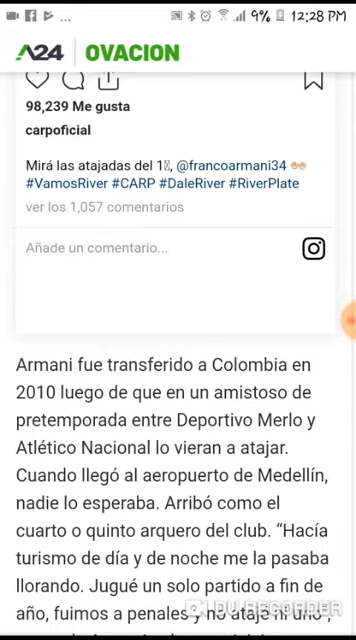 9% 12:28 PM
A24 OVACION
98,239 Me gusta
carpoficial
Mirá las atajadas del 1, @francoarmani34
#VamosRiver #CARP #DaleRiver #RiverPlate
ver los 1,057 comentarios
Añade un comentario...
Armani fue transferido a Colombia en
2010 luego de que en un amistoso de
pretemporada entre Deportivo Merlo y
Atlético Nacional lo vieran a atajar.
Cuando llegó al aeropuerto de Medellín,
nadie lo esperaba. Arribó como el
cuarto o quinto arquero del club. “Hacía
turismo de día y de noche me la pasaba
llorando. Jugué un solo partido a fin de
año, fuimos a penales y no atajé ni uno”,
DU RECORDER